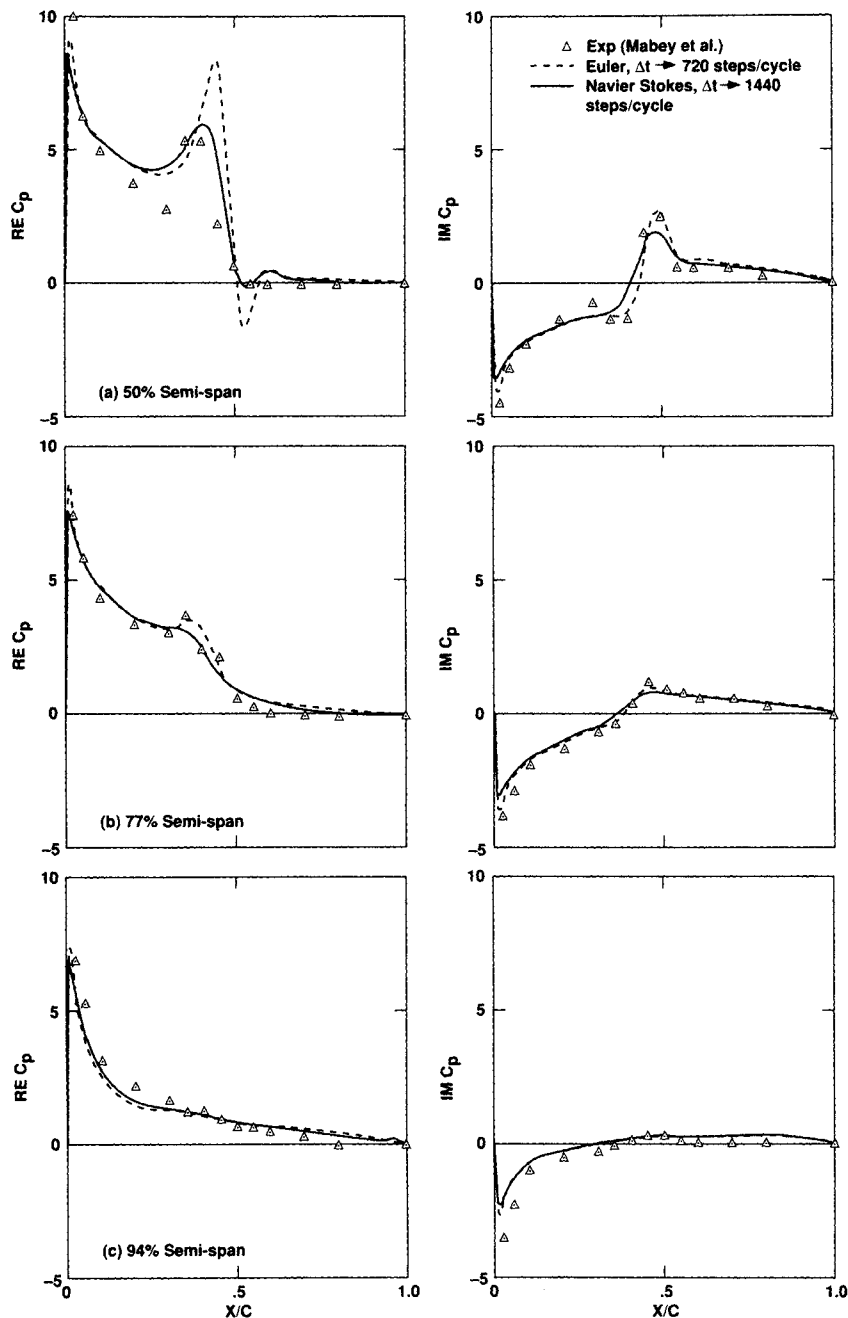 10
5
0
−5
RE Cp
(a) 50% Semi-span
10
5
0
−5
IM Cp
Exp (Mabey et al.)
Euler, Δt → 720 steps/cycle
Navier Stokes, Δt → 1440
steps/cycle
10
5
0
−5
RE Cp
(b) 77% Semi-span
10
5
0
−5
IM Cp
10
5
0
−5
RE Cp
(c) 94% Semi-span
0
.5
1.0
X/C
10
5
0
−5
IM Cp
0
.5
1.0
X/C